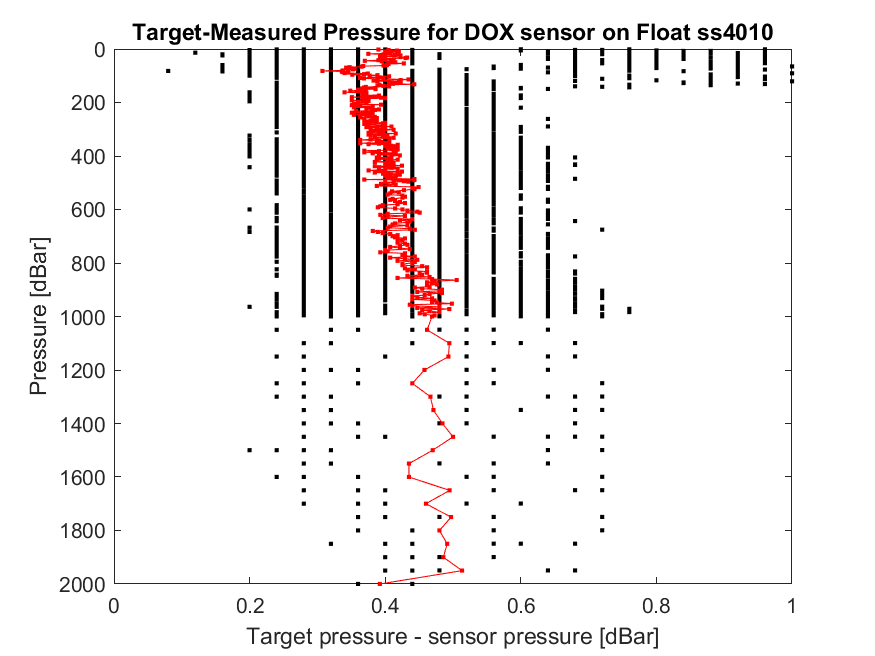 Target-Measured Pressure for DOX sensor on Float ss4010
0
200
400
600
800
1000
1200
1400
1600
1800
2000
Pressure [dBar]
0 0.2 0.4 0.6 0.8 1
Target pressure - sensor pressure [dBar]